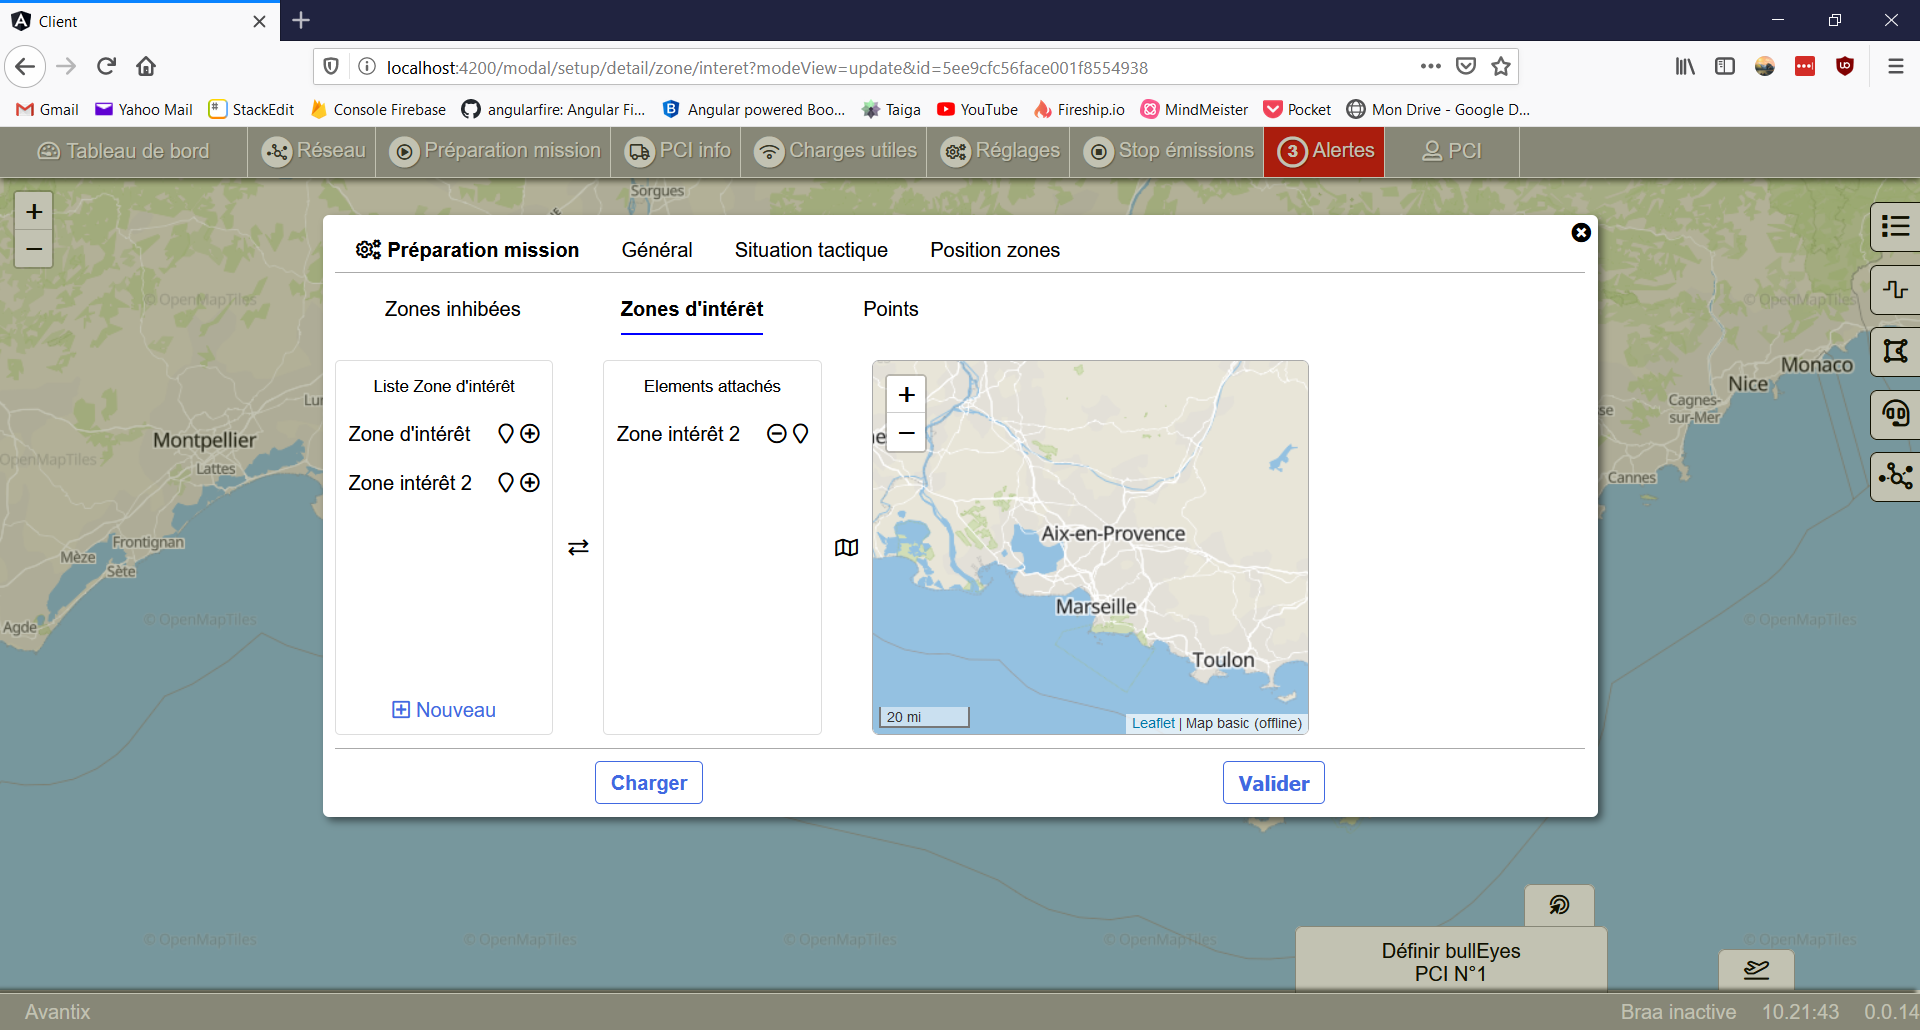 Client
localhost:4200/modal/setup/detail/zone/interet?modeView=update&id=5ee9cfc56face001f8554938
Gmail Yahoo Mail StackEdit Console Firebase angularfire: Angular Fi... Angular powered Boo... Taiga YouTube Fireship.io MindMeister Pocket Mon Drive - Google D...
Tableau de bord Réseau Préparation mission PCI info Charges utiles Réglages Stop émissions 3 Alertes PCI
Sorgues
+
−
Préparation mission Général Situation tactique Position zones
Zones inhibées Zones d'intérêt Points
© OpenMapTiles
© OpenMapTiles
Monaco
Nice
Cagnes-
sur-Mer
Cannes
Lur
Montpellier
Lattes
OpenMapTiles
Frontignan
Mèze
Sète
Agde
Liste Zone d'intérêt
Zone d'intérêt
Zone intérêt 2
Nouveau
Elements attachés
Zone intérêt 2
+
−
Aix-en-Provence
Marseille
Toulon
20 mi
Leaflet | Map basic (offline)
Charger Valider
© OpenMapTiles
© OpenMapTiles
© OpenMapTiles © OpenMapTiles © OpenMapTiles © OpenMapTiles © OpenMapTiles
Définir bullEyes
PCI N°1
Avantix Braa inactive 10.21:43 0.0.14